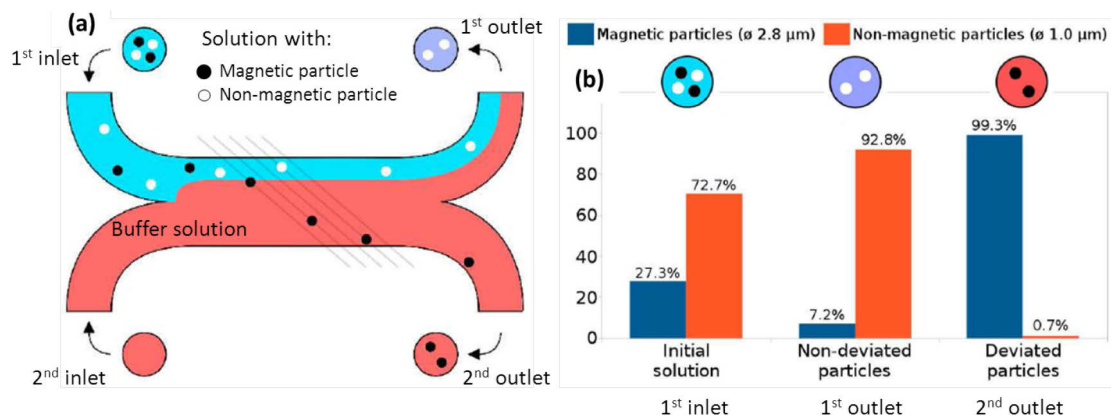 (a)
1st inlet
Solution with:
Magnetic particle
Non-magnetic particle
1st outlet
Buffer solution
2nd inlet
2nd outlet
Magnetic particles (ø 2.8 μm) Non-magnetic particles (ø 1.0 μm)
(b)
100
80
60
40
20
0
27.3%
72.7%
7.2%
92.8%
99.3%
0.7%
Initial
solution
Non-deviated
particles
Deviated
particles
1st inlet
1st outlet
2nd outlet